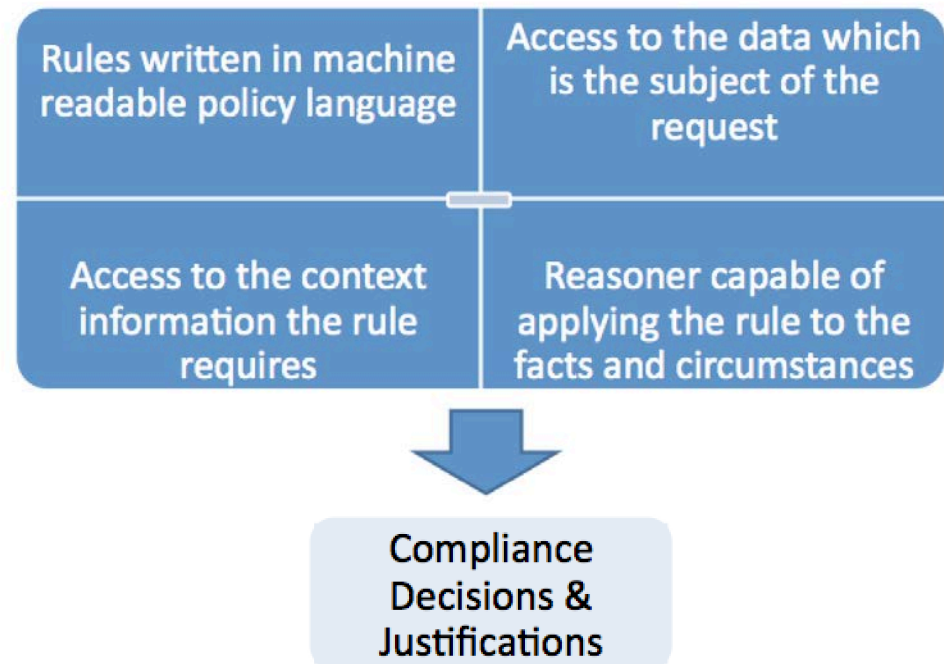 Rules written in machine
readable policy language
Access to the data which
is the subject of the
request
Access to the context
information the rule
requires
Reasoner capable of
applying the rule to the
facts and circumstances
Compliance
Decisions &
Justifications